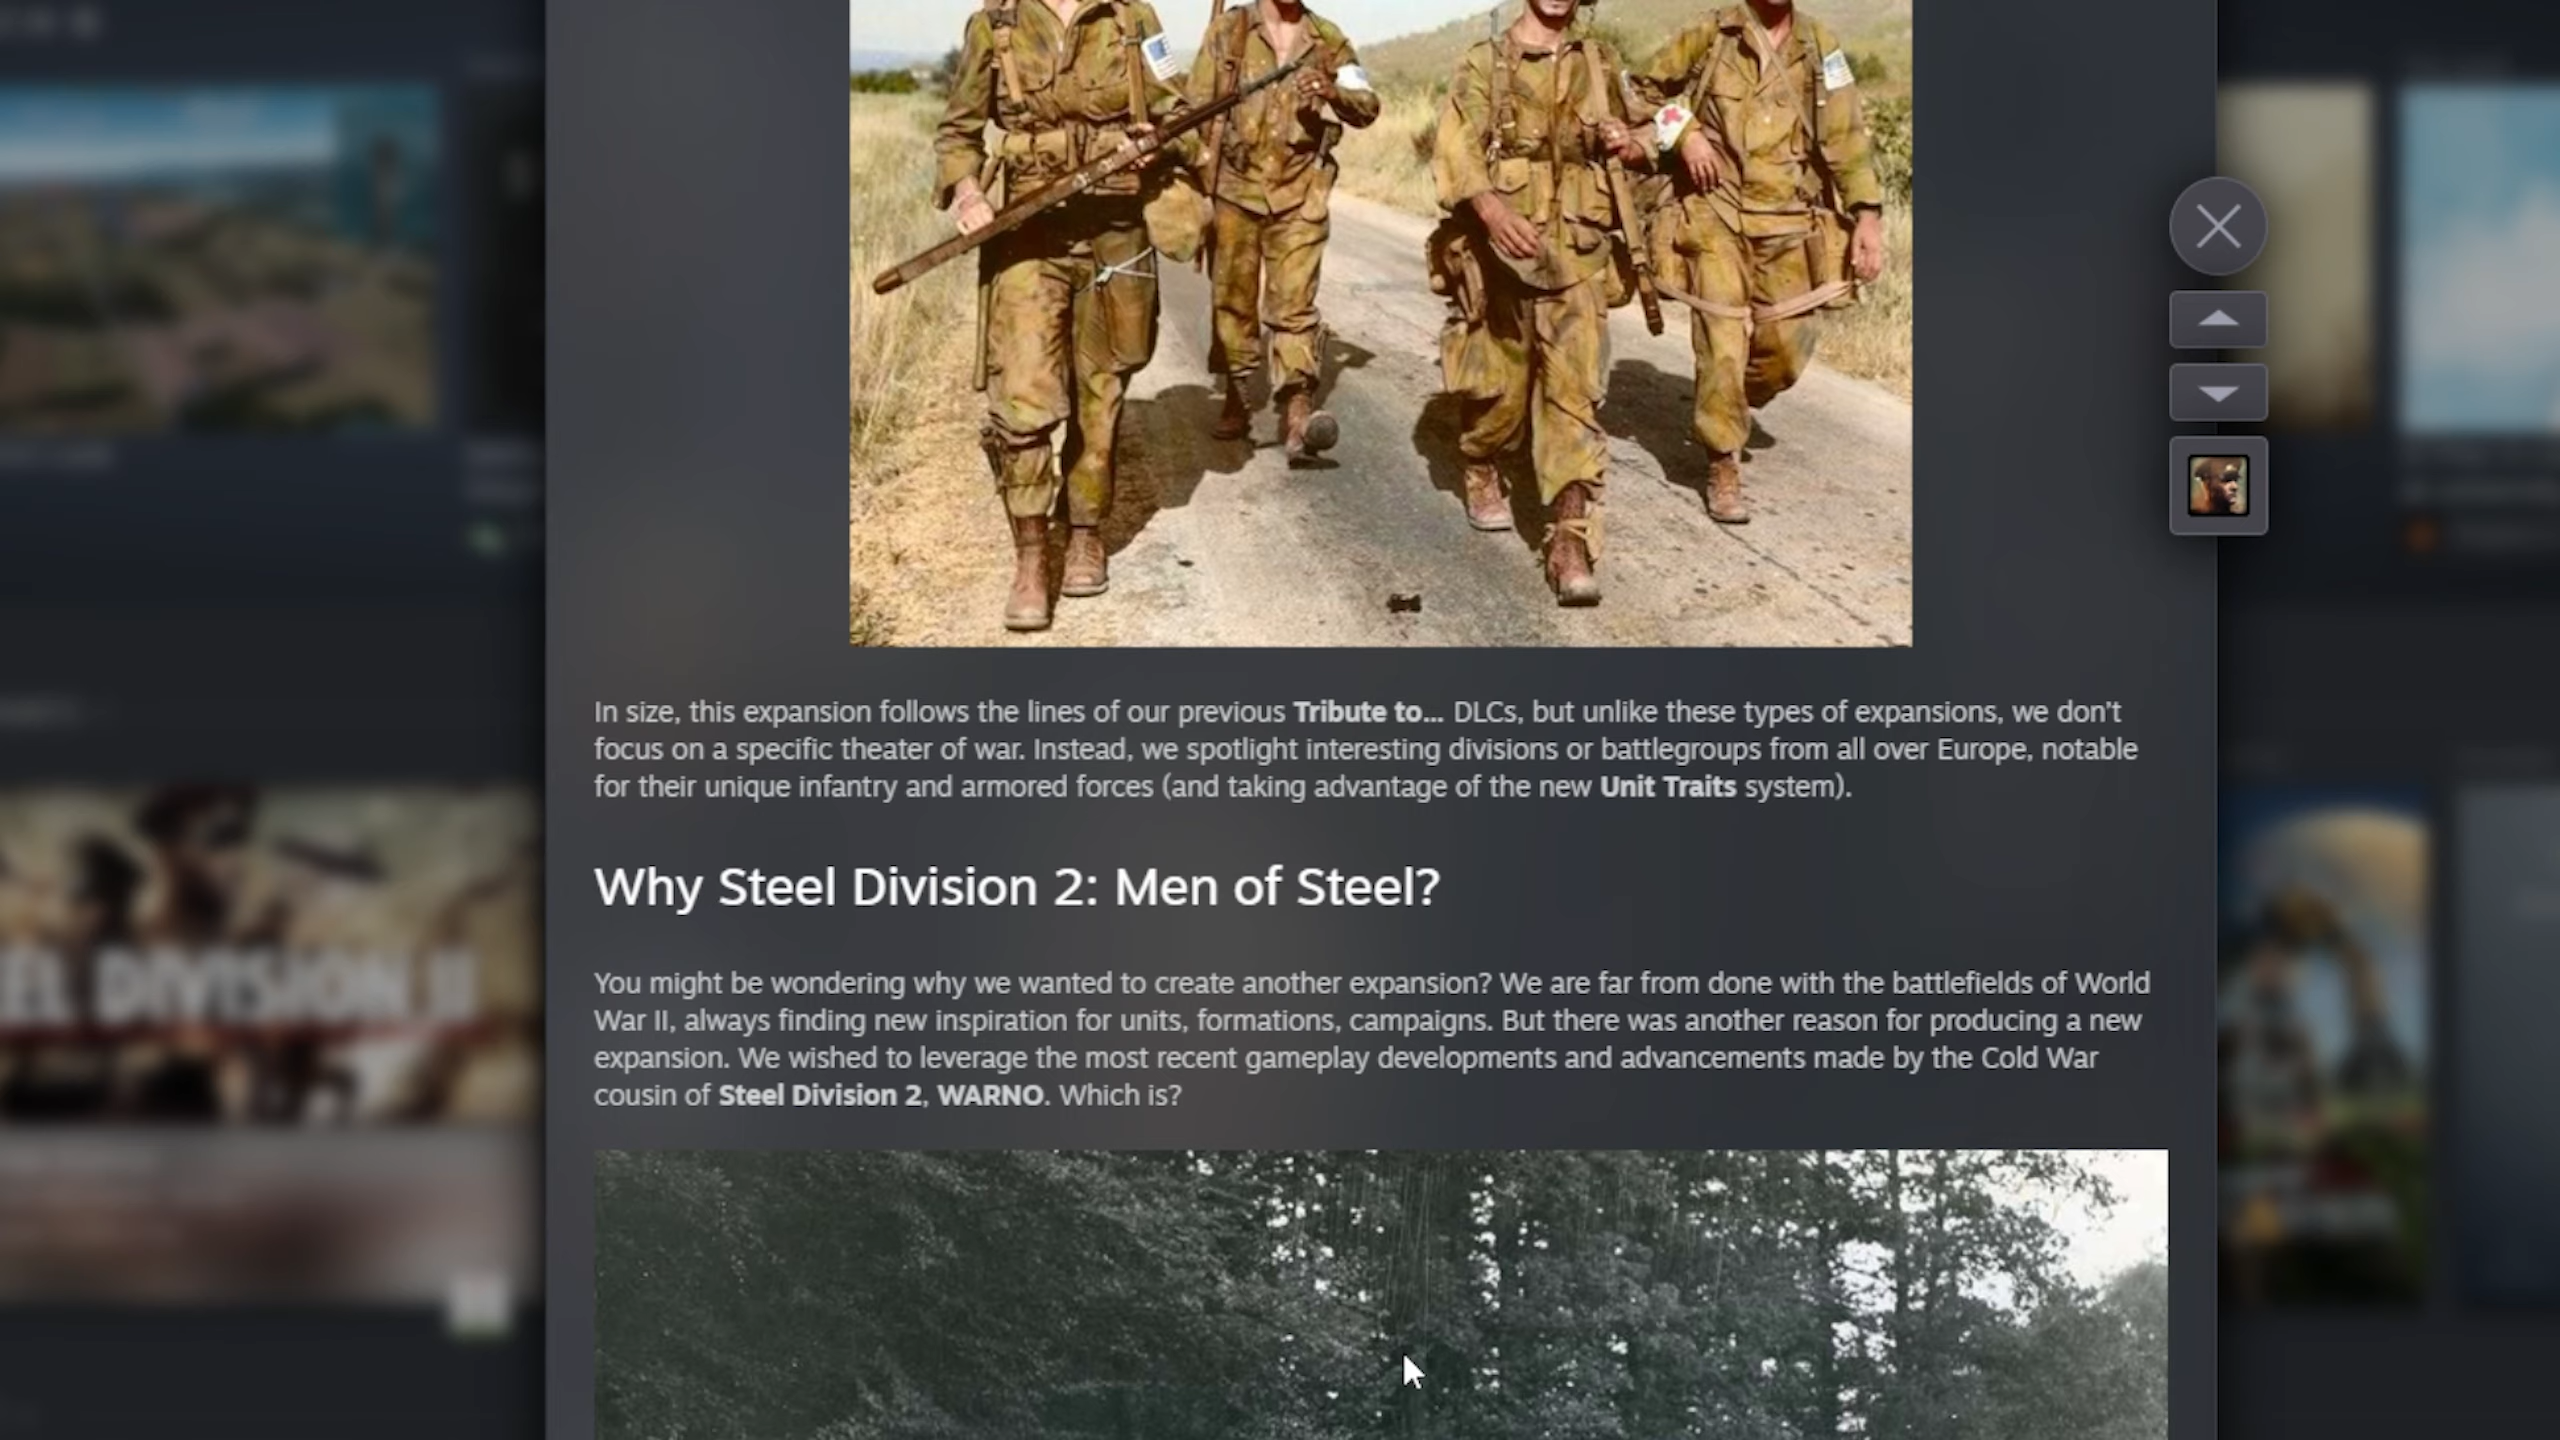 In size, this expansion follows the lines of our previous Tribute to... DLCs, but unlike these types of expansions, we don't
focus on a specific theater of war. Instead, we spotlight interesting divisions or battlegroups from all over Europe, notable
for their unique infantry and armored forces (and taking advantage of the new Unit Traits system).
Why Steel Division 2: Men of Steel?
You might be wondering why we wanted to create another expansion? We are far from done with the battlefields of World
War II, always finding new inspiration for units, formations, campaigns. But there was another reason for producing a new
expansion. We wished to leverage the most recent gameplay developments and advancements made by the Cold War
cousin of Steel Division 2, WARNO. Which is?
EL DIVISION II